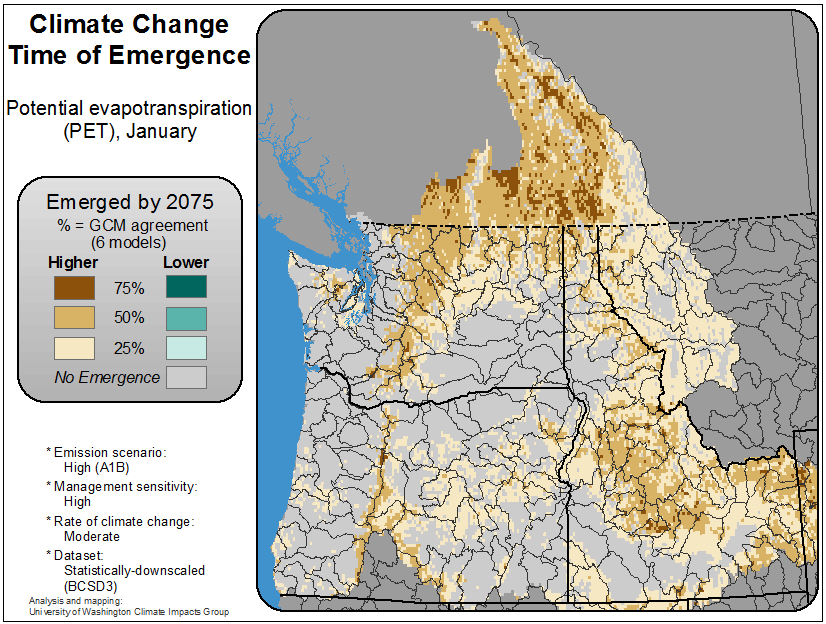 Climate Change
Time of Emergence
Potential evapotranspiration
(PET), January
Emerged by 2075
% = GCM agreement
(6 models)
Higher Lower
75%
50%
25%
No Emergence
* Emission scenario:
High (A1B)
* Management sensitivity:
High
* Rate of climate change:
Moderate
* Dataset:
Statistically-downscaled
(BCSD3)
Analysis and mapping:
University of Washington Climate Impacts Group